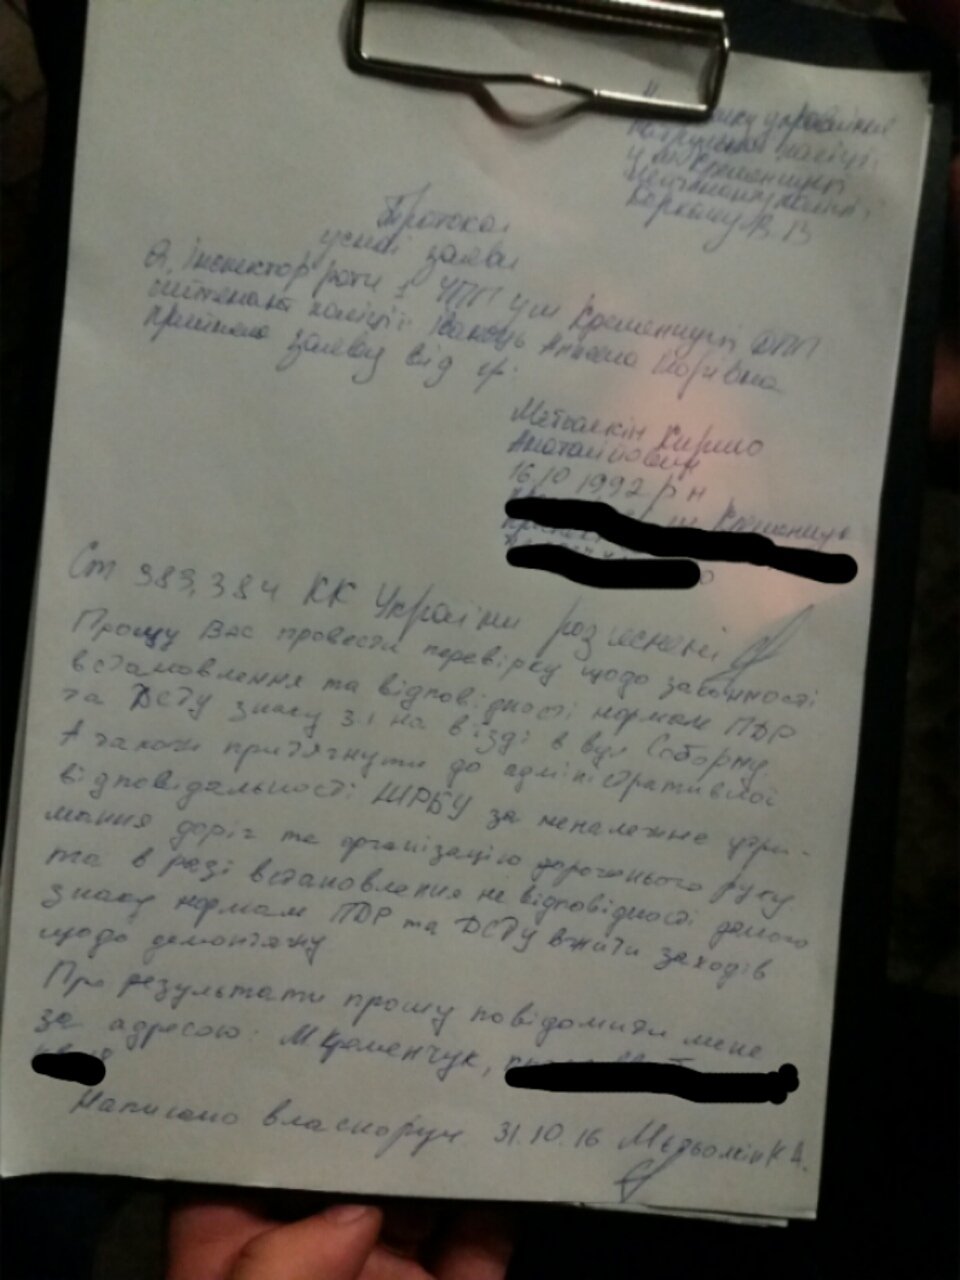 Начальнику управління
патрульної поліції
у м. Кременчуці
Коркошу В В
Протокол
усної заяви
Я, інспектор роти 1 УПП у м Кременчуці ДПП
лейтенант поліції Іванець Анжела Юріївна
прийняла заяву від гр.
Метьолкін Кирило
Анатолійович
16.10 1992 р н
м Кременчук
Ст 383, 384 КК України роз'яснені
Прошу Вас провести перевірку щодо законності
встановлення та відповідності нормам ПДР
та ДСТУ знаку 3.1 на в'їзді в вул Соборну
А також притягнути до адміністративної
відповідальності ШРБУ за неналежне утри-
мання доріг та організацію дорожнього руху
та в разі встановлення не відповідності даного
знаку нормам ПДР та ДСТУ вжити заходів
щодо демонтажу
Про результати прошу повідомити мене
за адресою: М Кременчук,
Написано власноруч 31.10.16 Метьолкін К А.